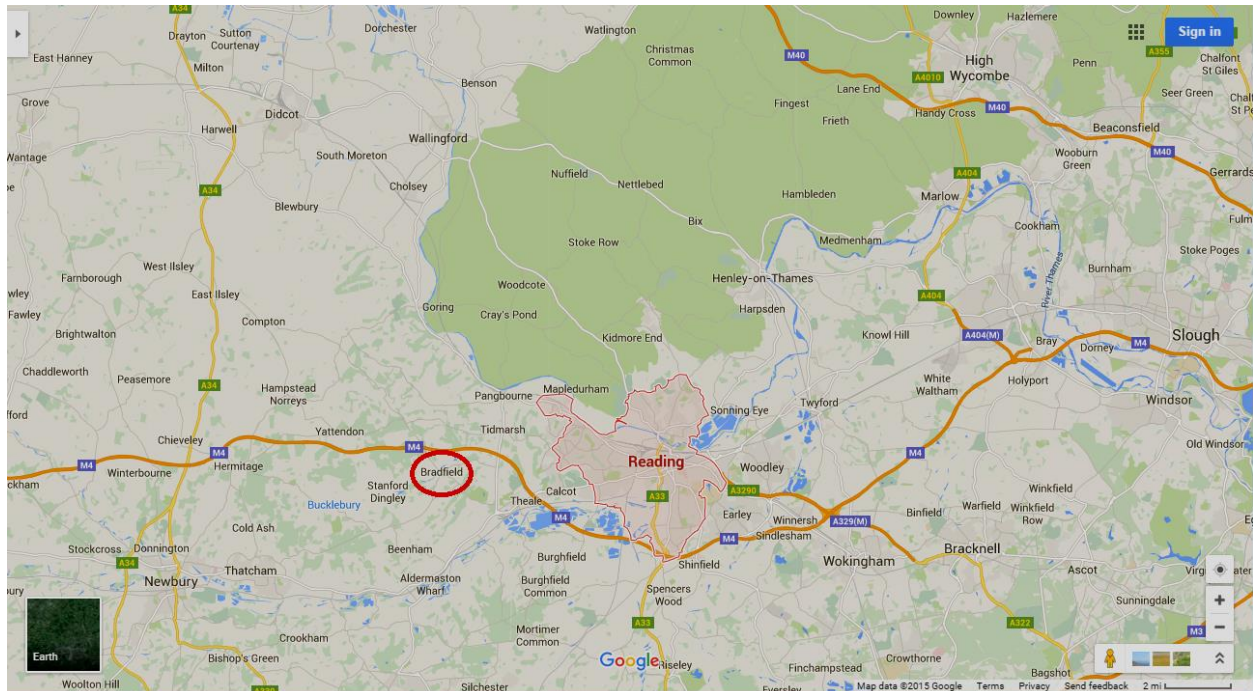 A34
Drayton
Sutton
Courtenay
Dorchester
Watlington
Downley
Hazlemere
Sign in
East Hanney
Milton
Christmas
Common
M40
High
Wycombe
Penn
A355
Chalfont
St Giles
A4010
Benson
Lane End
Seer Green
Grove
Didcot
Fingest
Handy Cross
M40
Frieth
Beaconsfield
Harwell
Wallingford
Wantage
South Moreton
Wooburn
Green
M40
Nuffield
A404
Gerrards
Nettlebed
Cholsey
A34
Hambleden
Marlow
Blewbury
Bix
Cookham
Stoke Row
Medmenham
Stoke Poges
West Ilsley
Burnham
Farnborough
Henley-on-Thames
River Thames
Woodcote
East Ilsley
A404
Goring
Harpsden
Fawley
Cray's Pond
Compton
Brightwalton
Kidmore End
Knowl Hill
A404(M)
Slough
Bray
M4
Dorney
Chaddleworth
Peasemore
A34
Hampstead
Norreys
Mapledurham
Pangbourne
White
Waltham
Holyport
Windsor
Sonning Eye
Twyford
Tidmarsh
Yattendon
Chieveley
M4
M4
Old Windsor
M4
Hermitage
Winterbourne
M4
Bradfield
Reading
Woodley
Stanford
Dingley
Calcot
A3290
Winkfield
Theale
A33
Bucklebury
Earley
Winnersh
Binfield
Warfield
Winkfield
Row
M4
A329(M)
Cold Ash
M4
Sindlesham
Stockcross
Donnington
Beenham
Burghfield
Bracknell
A34
Shinfield
Wokingham
Thatcham
Newbury
Aldermaston
Wharf
Burghfield
Common
Ascot
Spencers
Wood
Sunningdale
A33
A322
M3
Mortimer
Common
Crookham
Earth
Bishop's Green
Google
Crowthorne
Finchampstead
Bagshot
Woolton Hill
Silchester
Map data ©2015 Google Terms Privacy Send feedback 2 mi